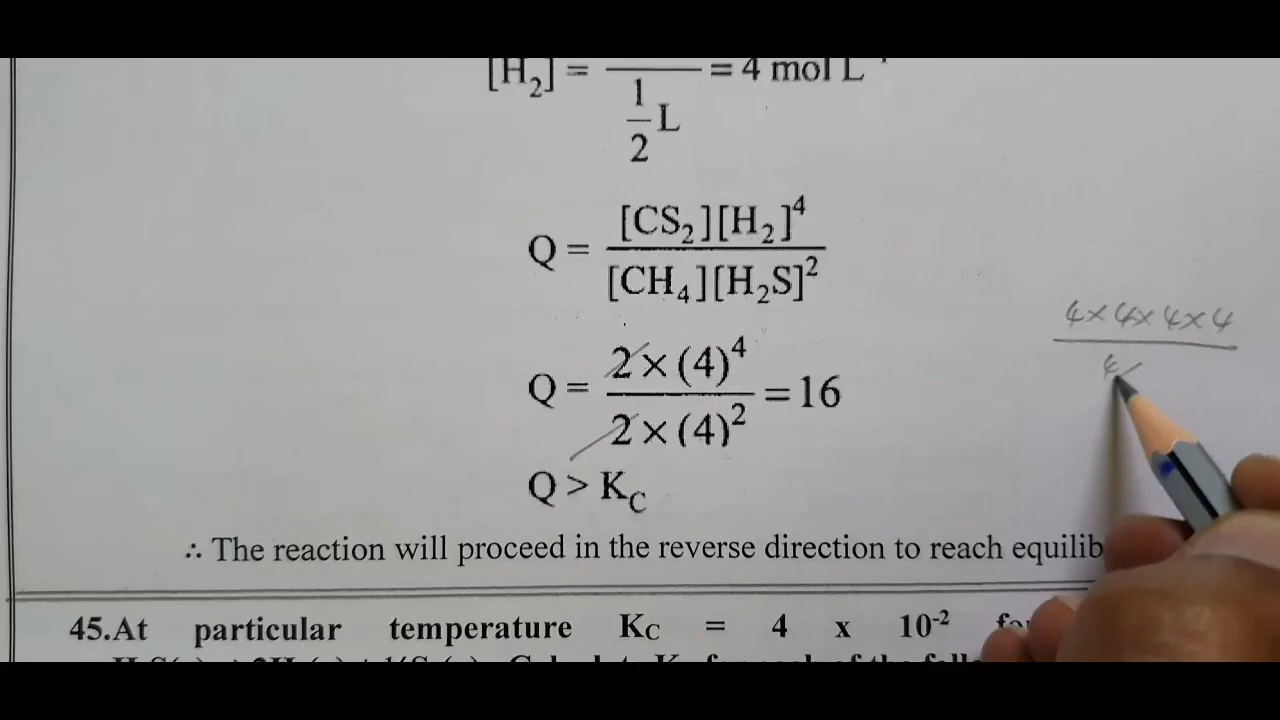 [H₂] = —— = 4 mol L
1/2 L
Q = [CS₂][H₂]⁴ / [CH₄][H₂S]²
4 × 4 × 4 × 4
4
Q = 2 × (4)⁴ / 2 × (4)² = 16
Q > K_C
∴ The reaction will proceed in the reverse direction to reach equilib
45.At particular temperature K_C = 4 x 10⁻²